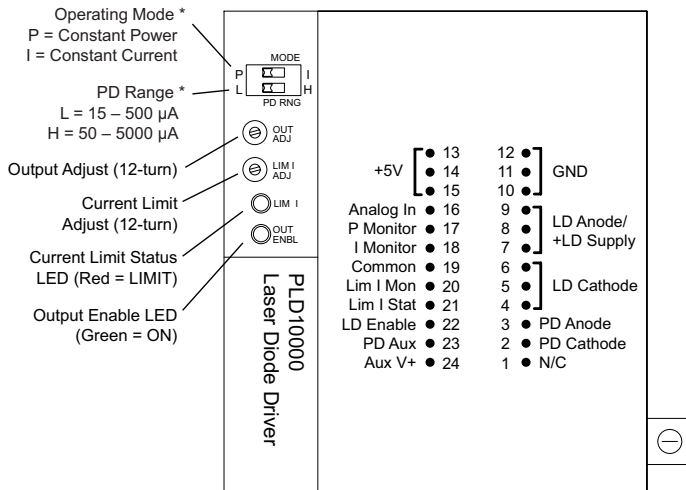 Operating Mode *
P = Constant Power
I = Constant Current
PD Range *
L = 15 – 500 µA
H = 50 – 5000 µA
Output Adjust (12-turn)
Current Limit
Adjust (12-turn)
Current Limit Status
LED (Red = LIMIT)
Output Enable LED
(Green = ON)
MODE
P I
L H
PD RNG
OUT
ADJ
LIM I
ADJ
LIM I
OUT
ENBL
PLD10000
Laser Diode Driver
+5V
13
14
15
Analog In 16
P Monitor 17
I Monitor 18
Common 19
Lim I Mon 20
Lim I Stat 21
LD Enable 22
PD Aux 23
Aux V+ 24
12
11
10
GND
9
8
7
LD Anode/
+LD Supply
6
5
4
LD Cathode
3 PD Anode
2 PD Cathode
1 N/C